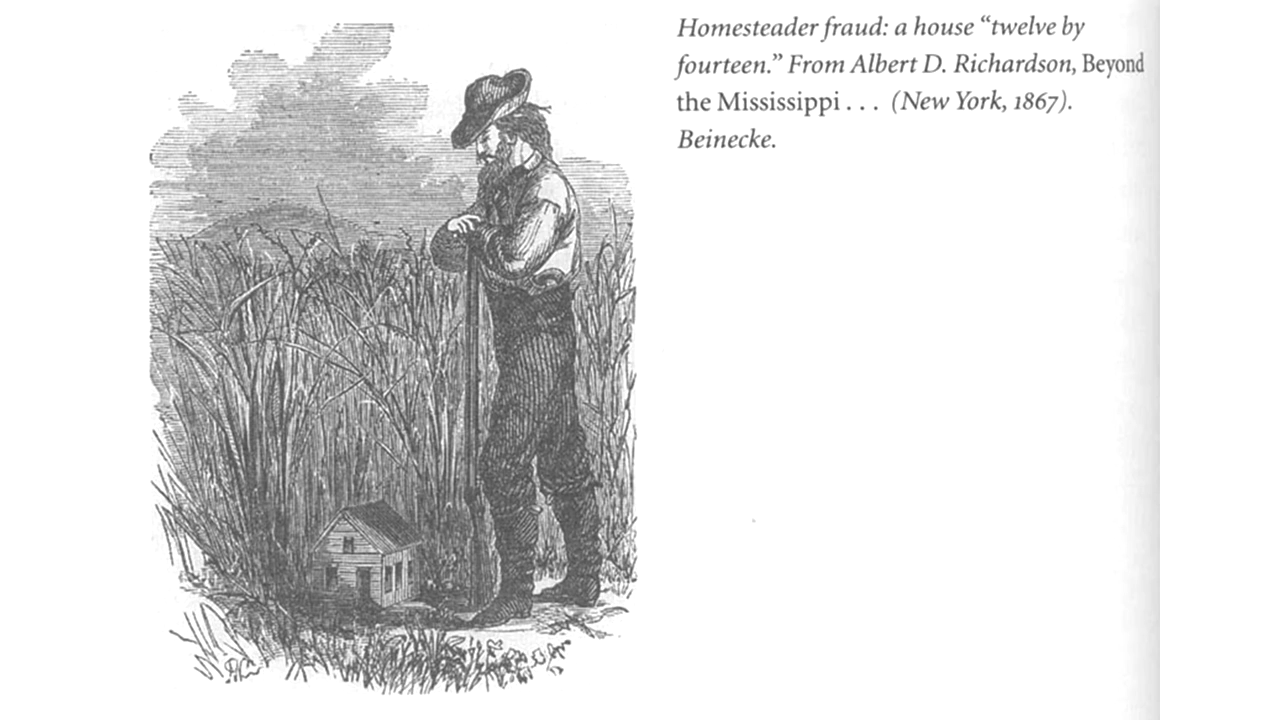 Homesteader fraud: a house “twelve by
fourteen.” From Albert D. Richardson, Beyond
the Mississippi . . . (New York, 1867).
Beinecke.